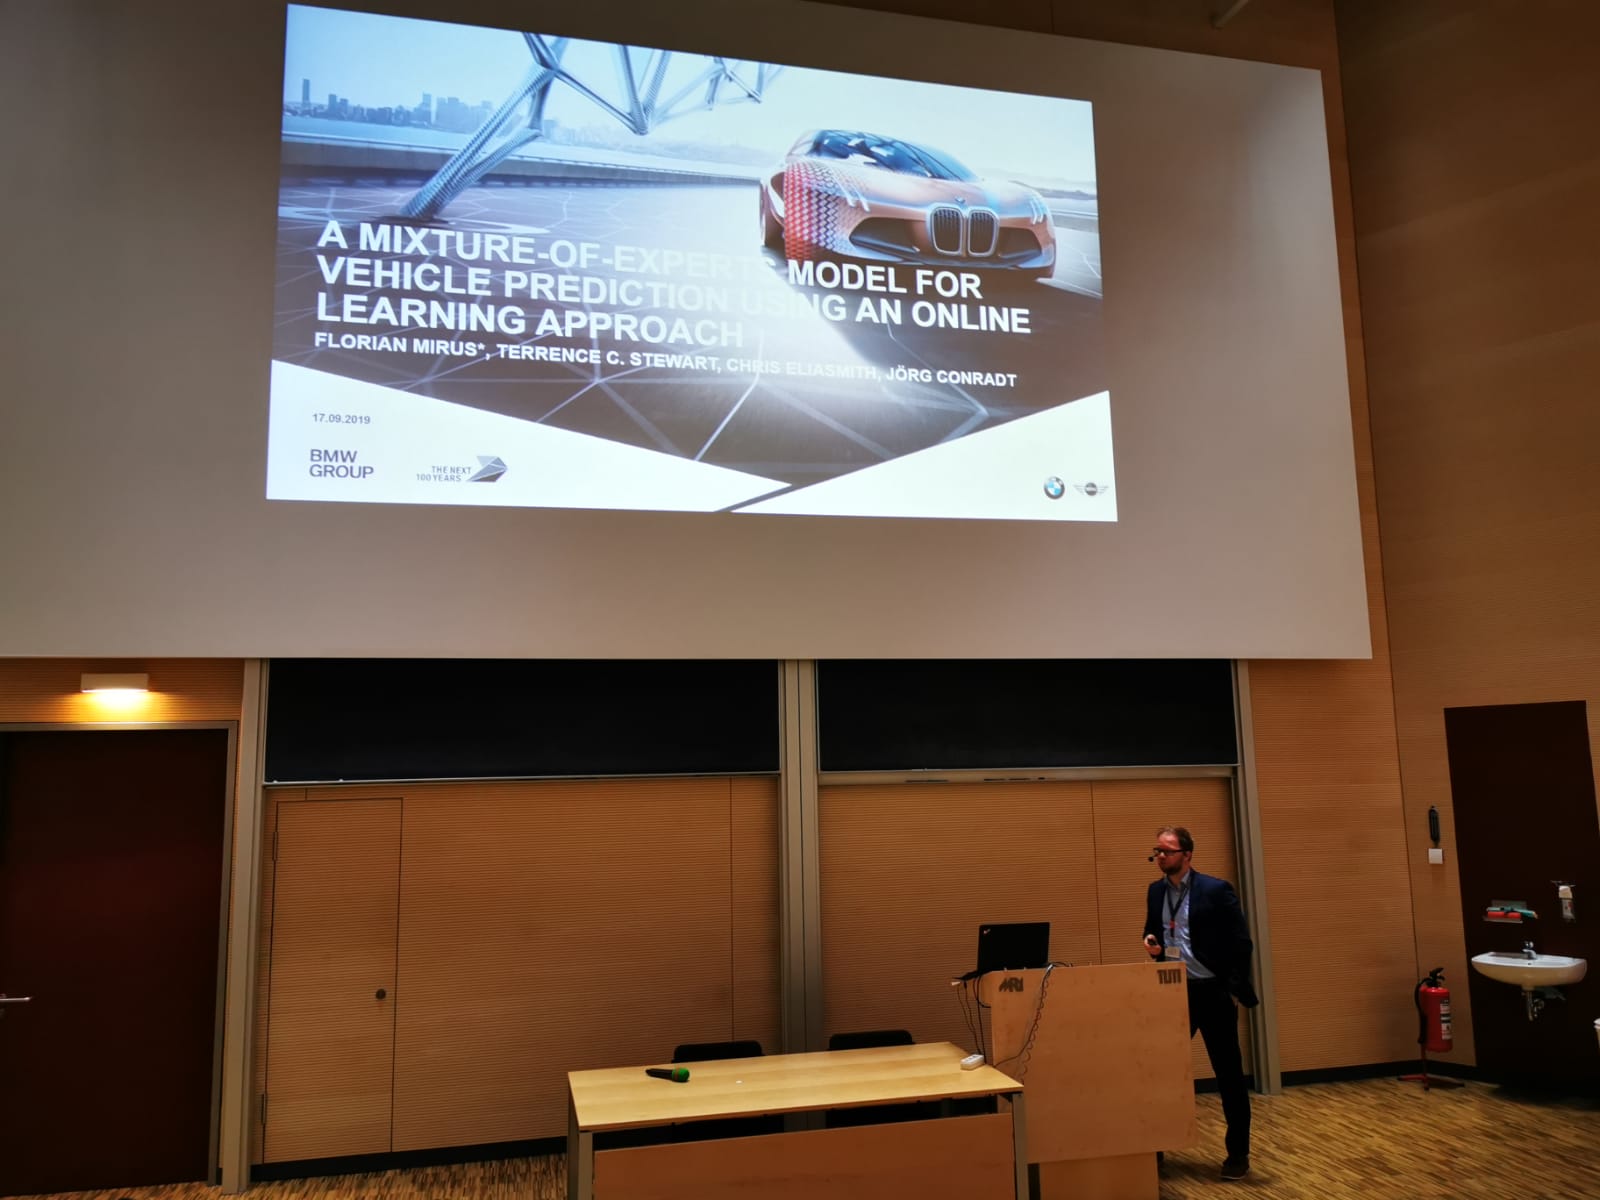 A MIXTURE-OF-EXPERTS MODEL FOR
VEHICLE PREDICTION USING AN ONLINE
LEARNING APPROACH
FLORIAN MIRUS*, TERRENCE C. STEWART, CHRIS ELIASMITH, JÖRG CONRADT
17.09.2019
BMW
GROUP
THE NEXT
100 YEARS
MRI
TUM